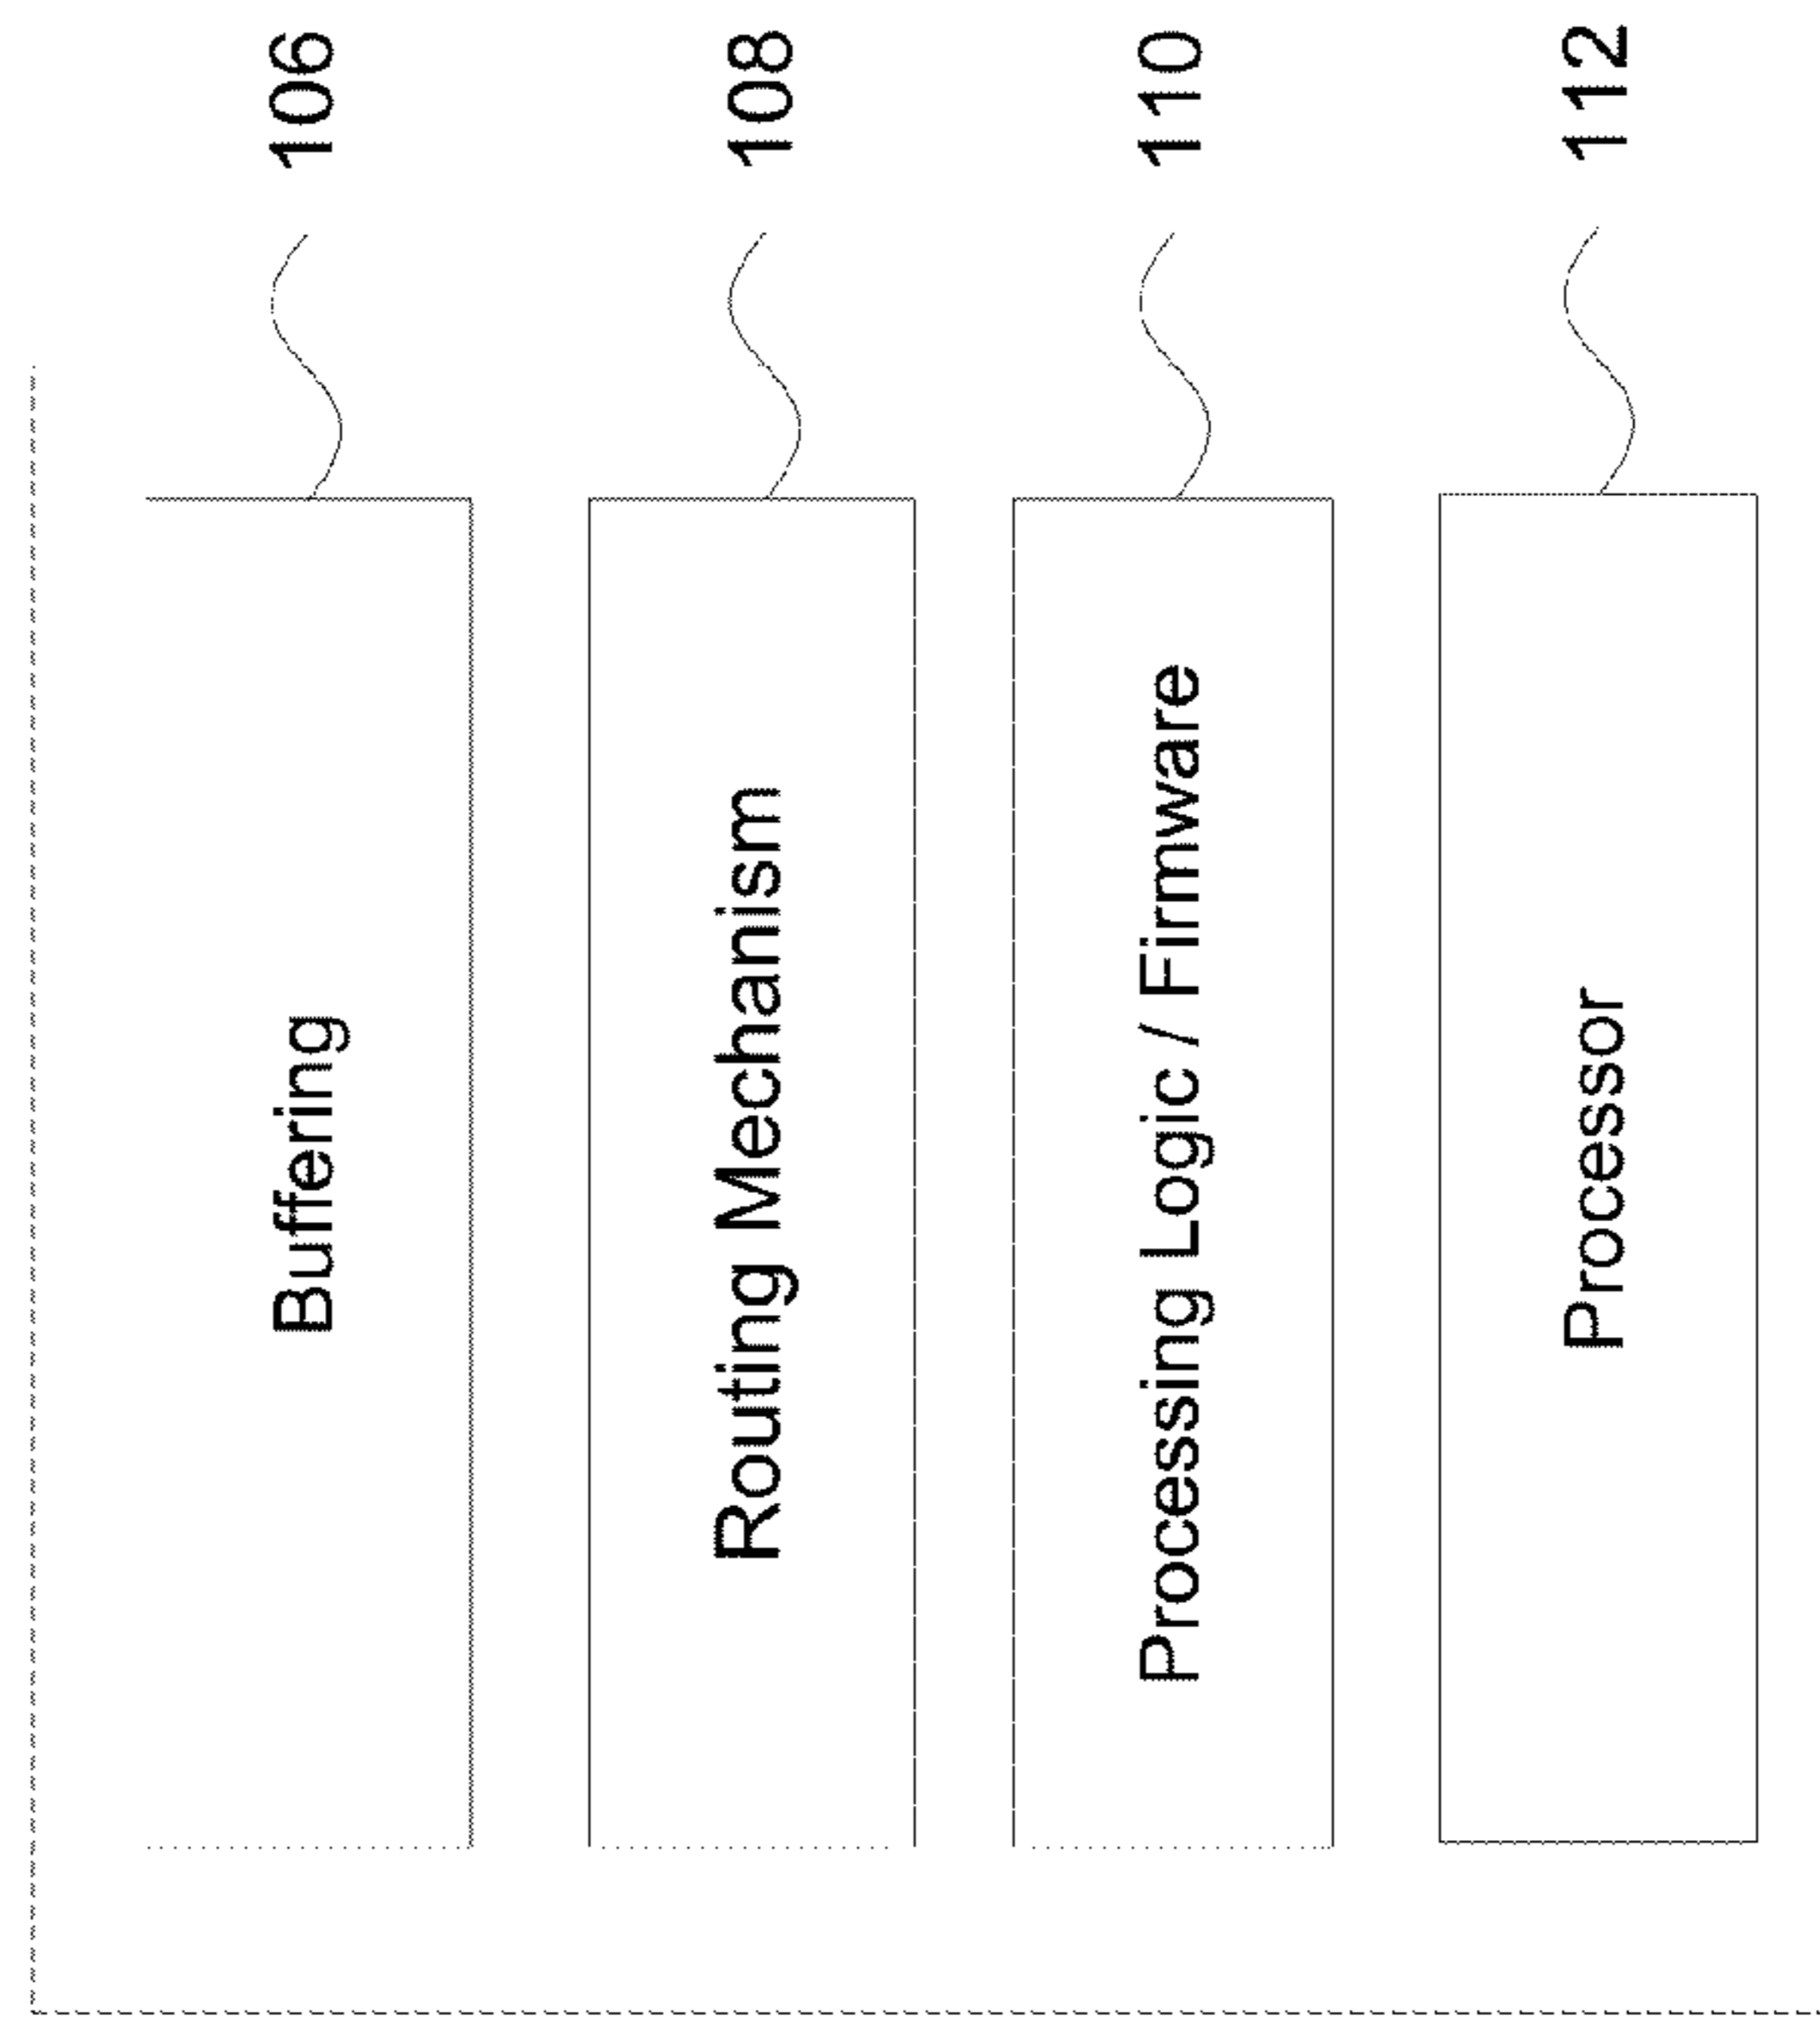 Buffering 106
Routing Mechanism 108
Processing Logic / Firmware 110
Processor 112